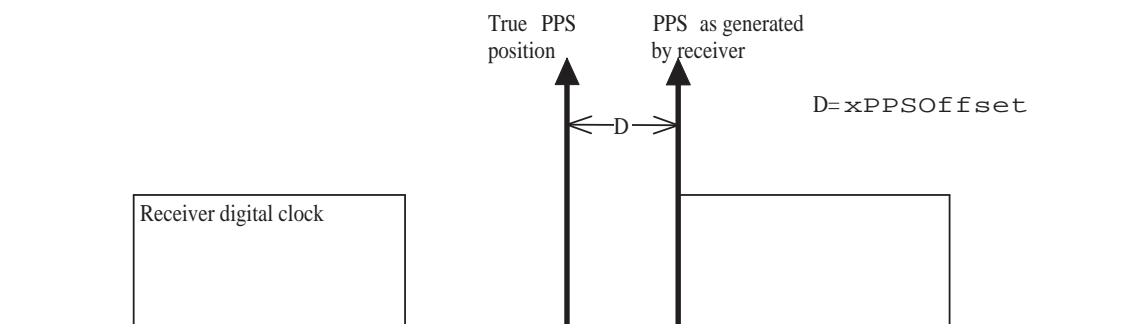 True PPS
position
PPS as generated
by receiver
D=xPPSOffset
D
Receiver digital clock